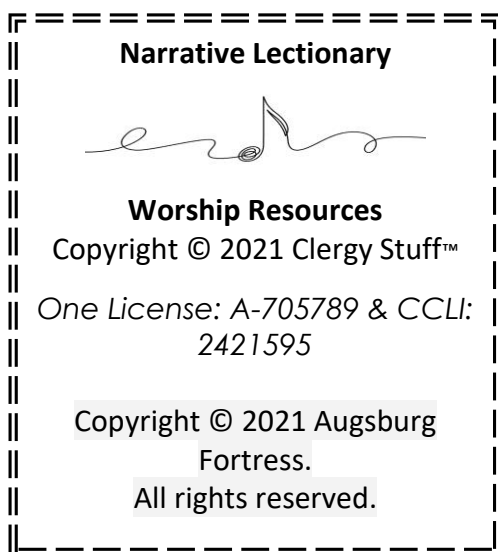 Narrative Lectionary
Worship Resources
Copyright © 2021 Clergy Stuff™
One License: A-705789 & CCLI:
2421595
Copyright © 2021 Augsburg
Fortress.
All rights reserved.